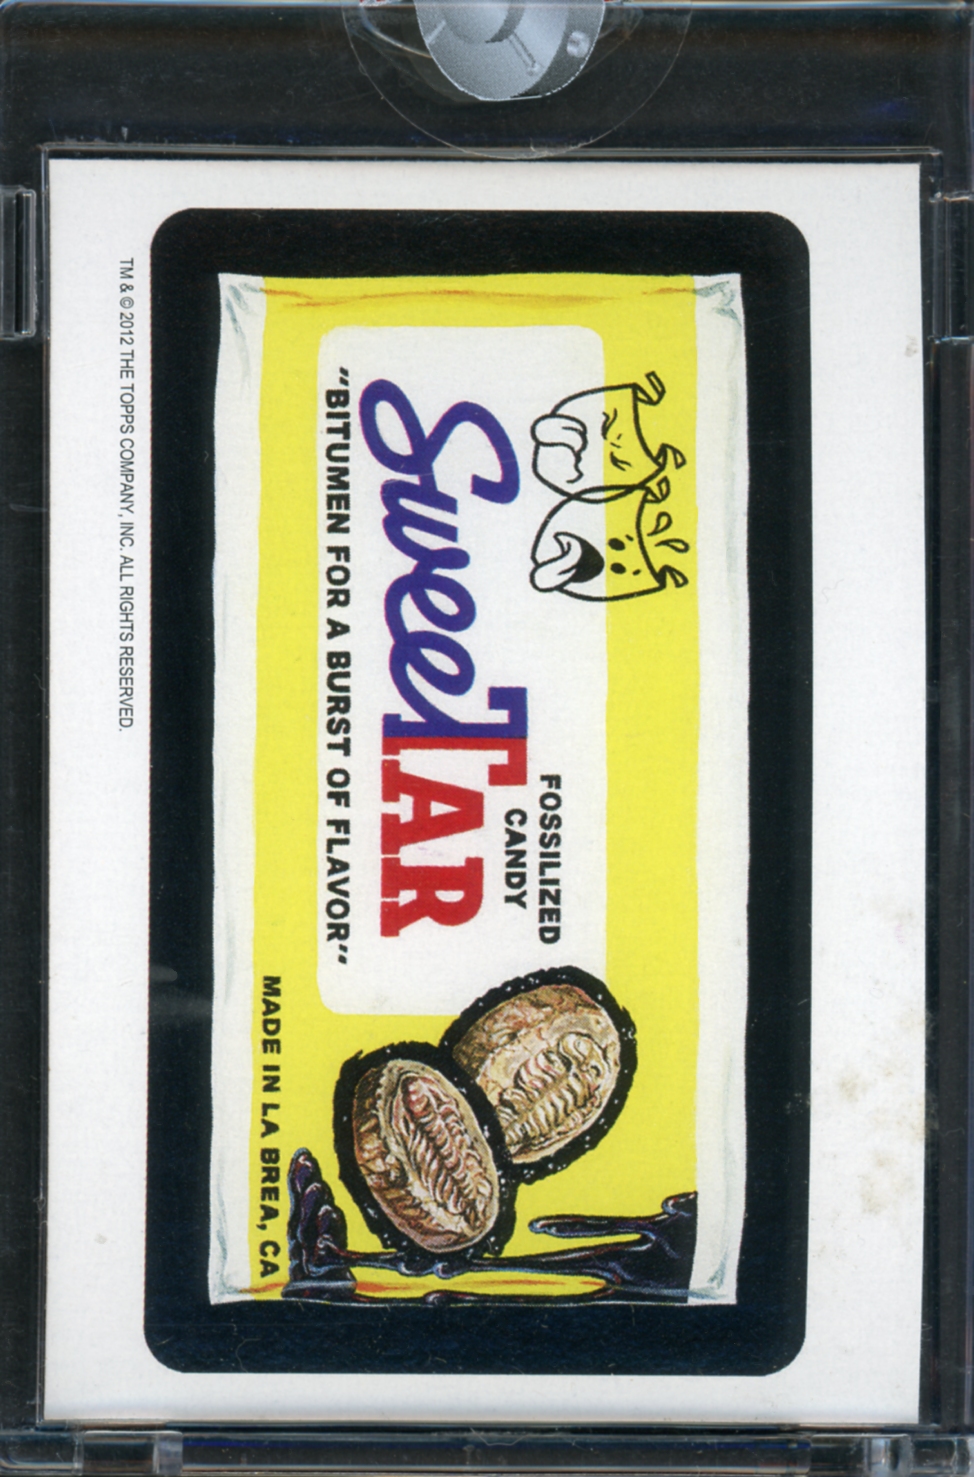 FOSSILIZED
CANDY
SweeTAR
"BITUMEN FOR A BURST OF FLAVOR"
MADE IN LA BREA, CA
TM & © 2012 THE TOPPS COMPANY, INC. ALL RIGHTS RESERVED.